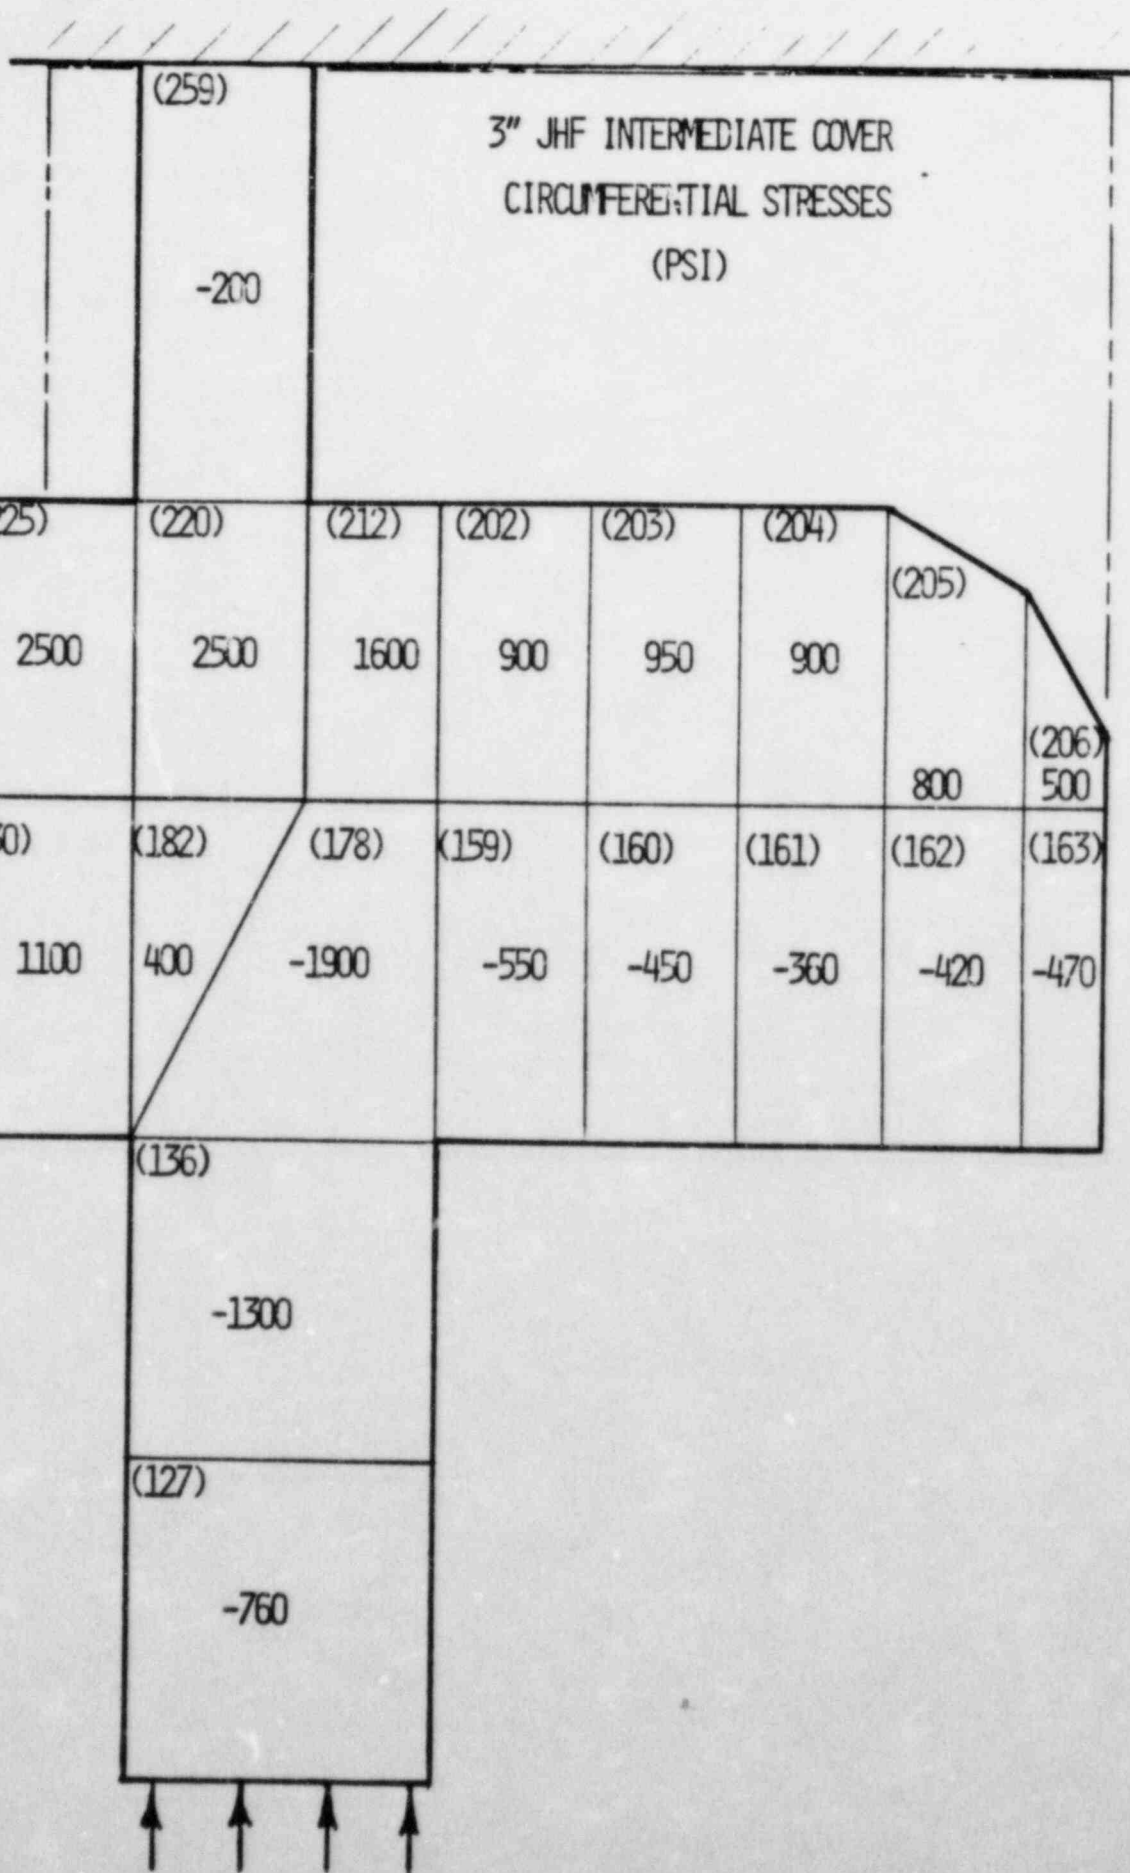 (259)
3" JHF INTERMEDIATE COVER
CIRCUMFERENTIAL STRESSES
(PSI)
-200
25) (220) (212) (202) (203) (204)
(205)
2500 2500 1600 900 950 900
(206)
800 500
0) (182) (178) (159) (160) (161) (162) (163)
1100 400 -1900 -550 -450 -360 -420 -470
(136)
-1300
(127)
-760